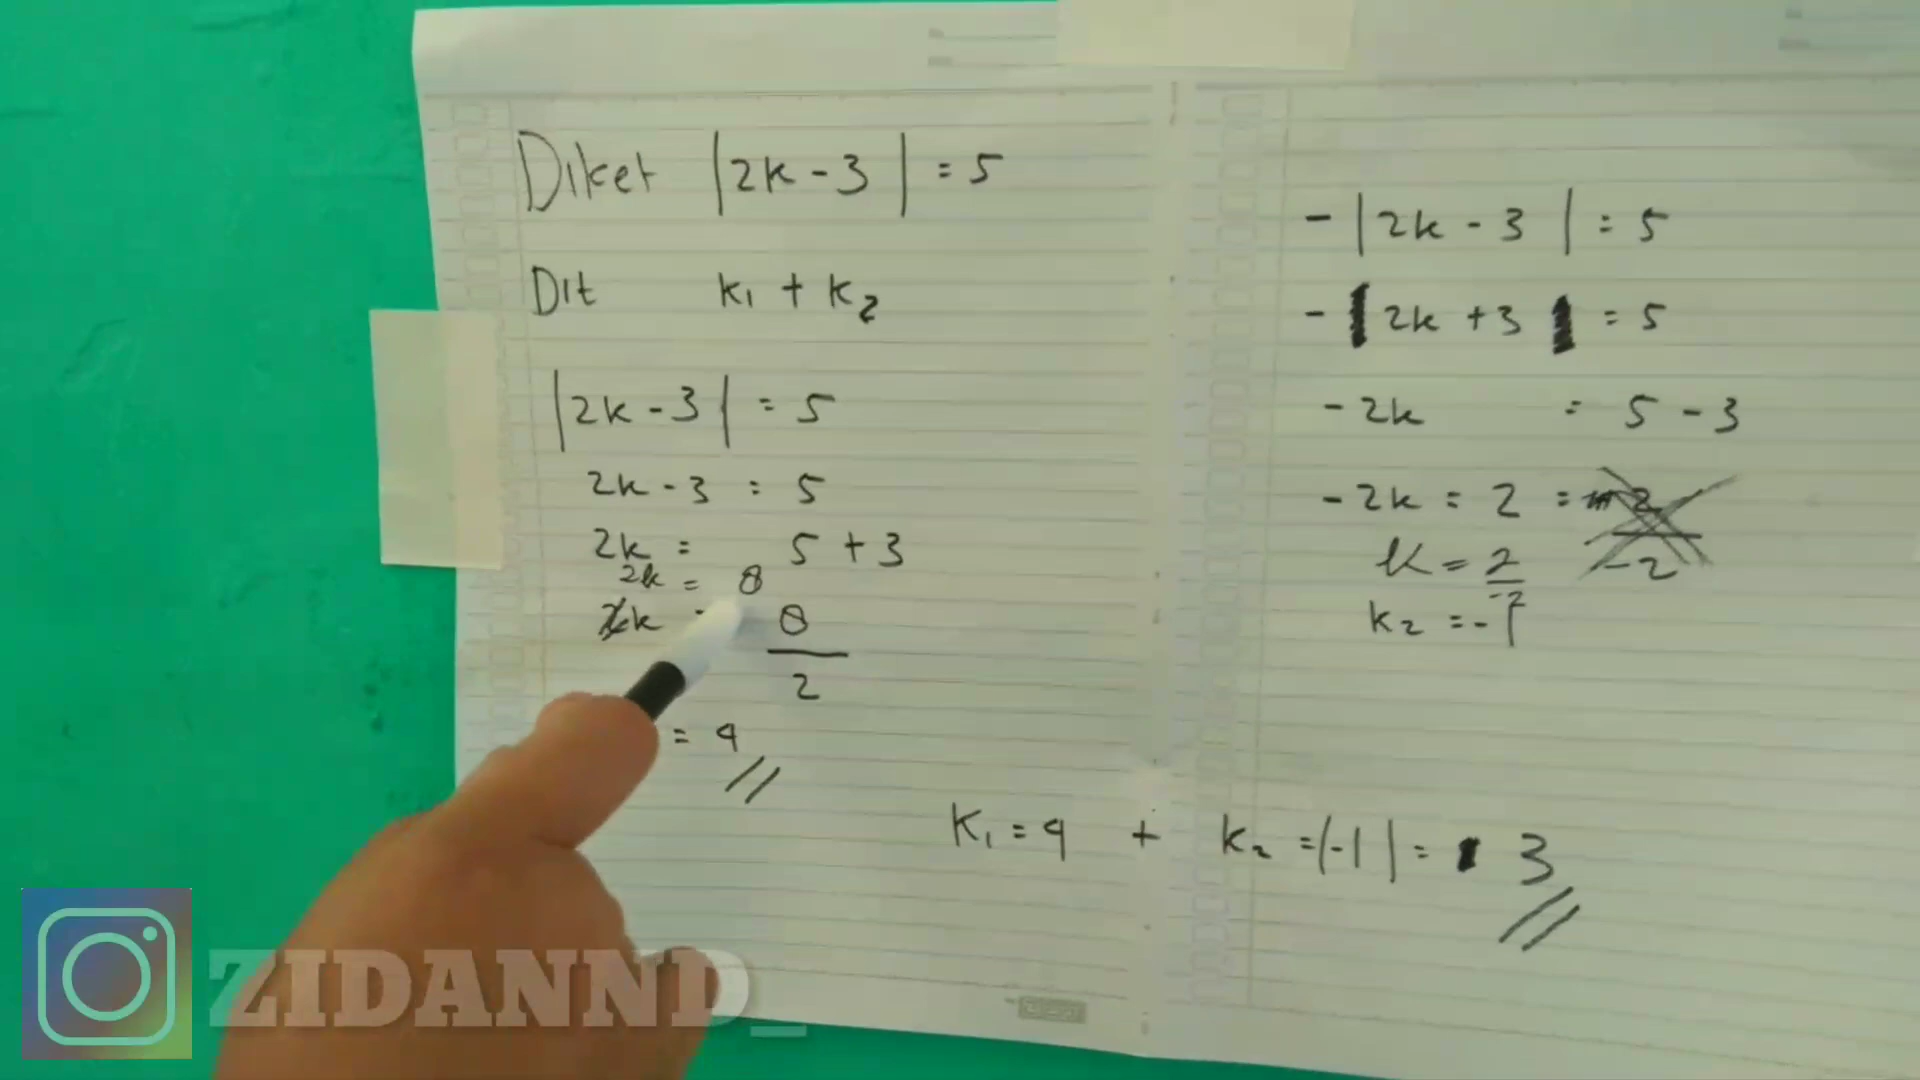 Diket |2k - 3| = 5
Dit k₁ + k₂
|2k - 3| = 5
2k - 3 = 5
2k = 5 + 3
2k = 8
2k = 8
2
= 4
- |2k - 3| = 5
- 2k + 3 = 5
- 2k = 5 - 3
- 2k = 2 = 2
-2
k = 2
-2
k₂ = -1
K₁ = 4 + k₂ = (-1) = 3
ZIDANND_